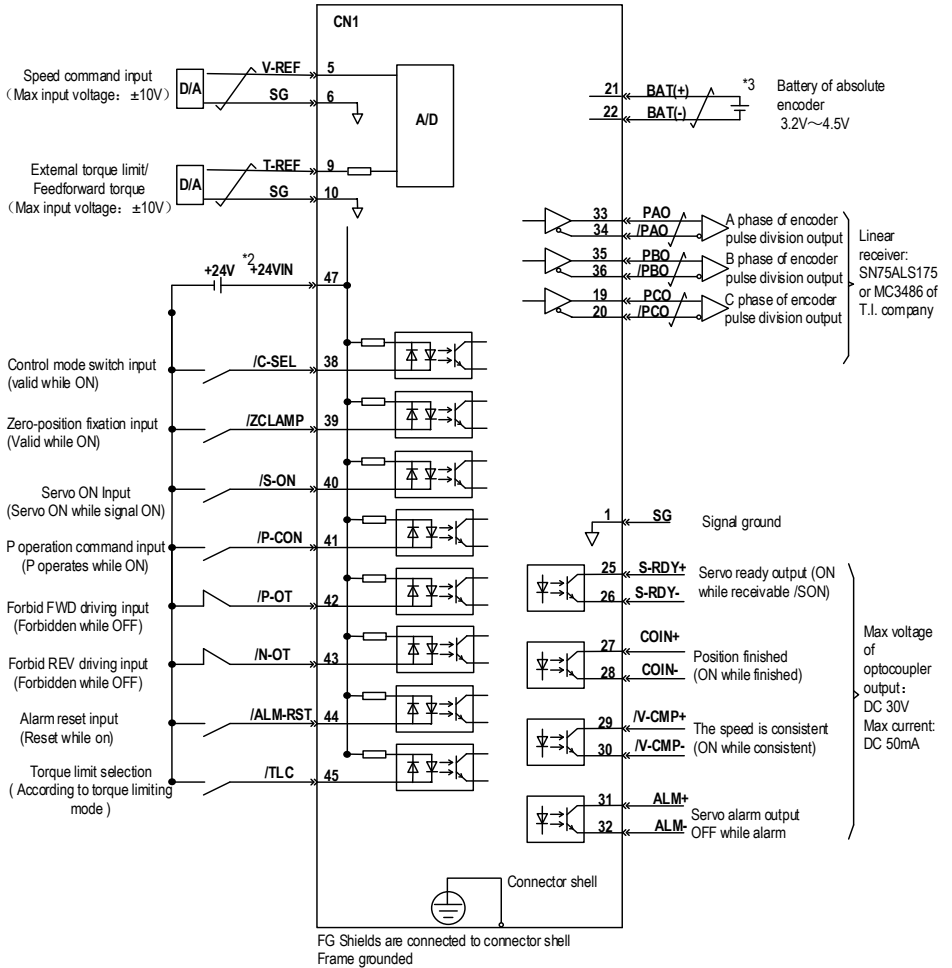 CN1
Speed command input
（Max input voltage：±10V）
D/A
V-REF
5
SG
6
A/D
External torque limit/
Feedforward torque
（Max input voltage：±10V）
D/A
T-REF
9
SG
10
+24V
*2
+24VIN
47
Control mode switch input
(valid while ON)
/C-SEL
38
Zero-position fixation input
(Valid while ON)
/ZCLAMP
39
Servo ON Input
(Servo ON while signal ON)
/S-ON
40
P operation command input
(P operates while ON)
/P-CON
41
Forbid FWD driving input
(Forbidden while OFF)
/P-OT
42
Forbid REV driving input
(Forbidden while OFF)
/N-OT
43
Alarm reset input
(Reset while on)
/ALM-RST
44
Torque limit selection
( According to torque limiting
mode )
/TLC
45
21
BAT(+)
22
BAT(-)
*3
Battery of absolute
encoder
3.2V～4.5V
33
PAO
34
/PAO
A phase of encoder
pulse division output
35
PBO
36
/PBO
B phase of encoder
pulse division output
19
PCO
20
/PCO
C phase of encoder
pulse division output
Linear
receiver:
SN75ALS175
or MC3486 of
T.I. company
1
SG
Signal ground
25
S-RDY+
26
S-RDY-
Servo ready output (ON
while receivable /SON)
27
COIN+
28
COIN-
Position finished
(ON while finished)
29
/V-CMP+
30
/V-CMP-
The speed is consistent
(ON while consistent)
31
ALM+
32
ALM-
Servo alarm output
OFF while alarm
Max voltage
of
optocoupler
output：
DC 30V
Max current:
DC 50mA
Connector shell
FG Shields are connected to connector shell
Frame grounded